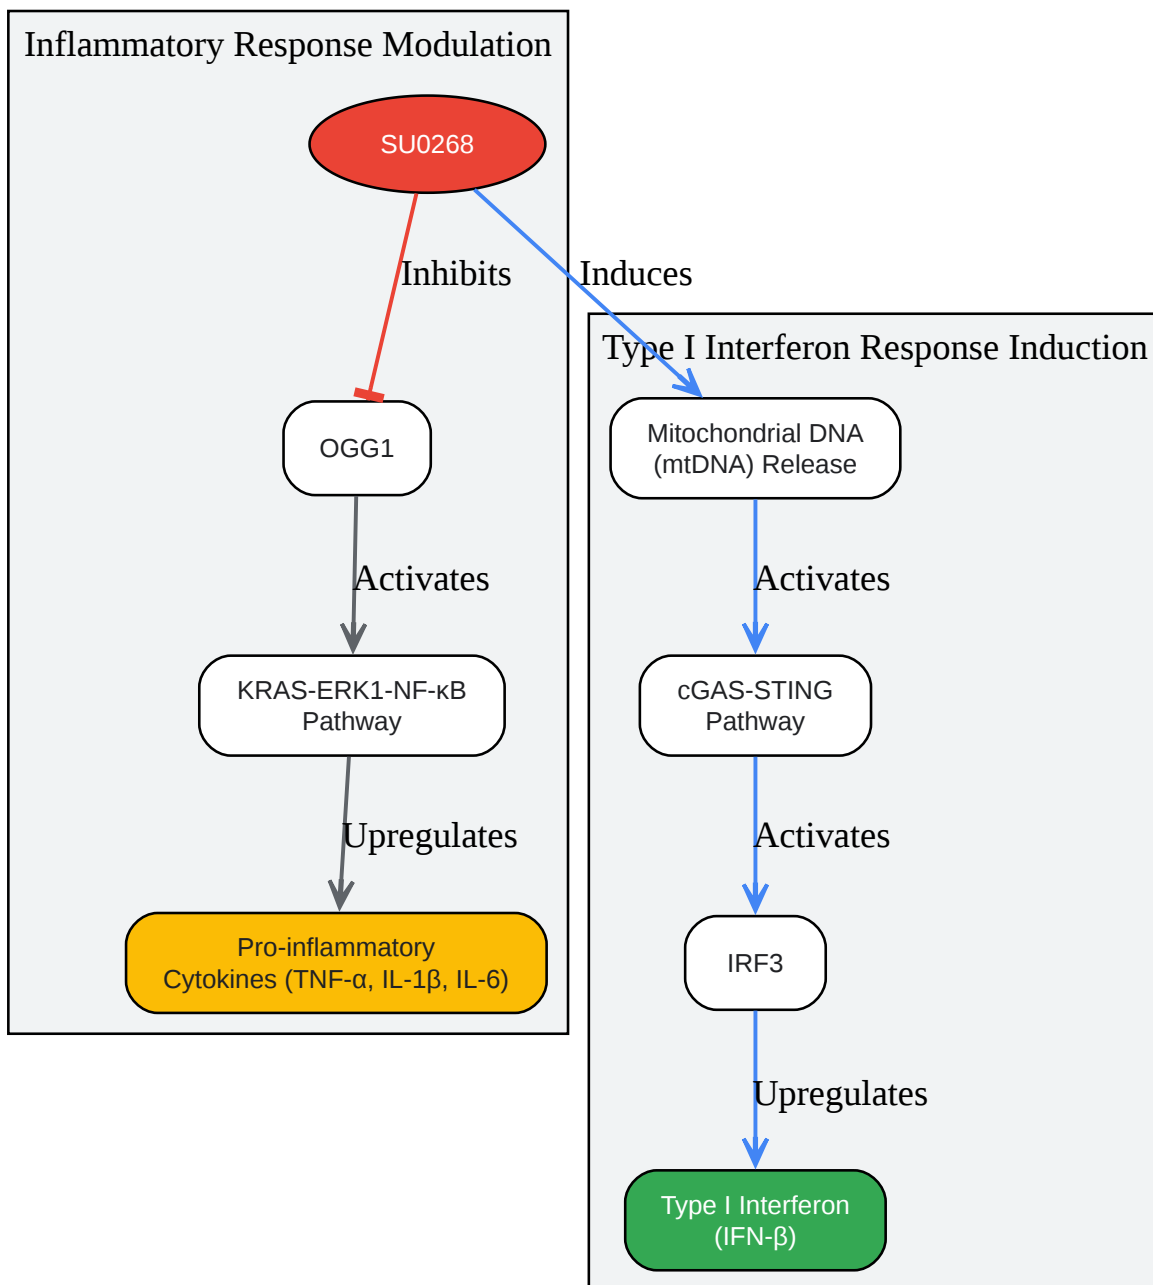 Inflammatory Response Modulation
SU0268
Inhibits
Induces
Type I Interferon Response Induction
OGG1
Mitochondrial DNA
(mtDNA) Release
Activates
Activates
KRAS-ERK1-NF-κB
Pathway
cGAS-STING
Pathway
Upregulates
Activates
Pro-inflammatory
Cytokines (TNF-α, IL-1β, IL-6)
IRF3
Upregulates
Type I Interferon
(IFN-β)